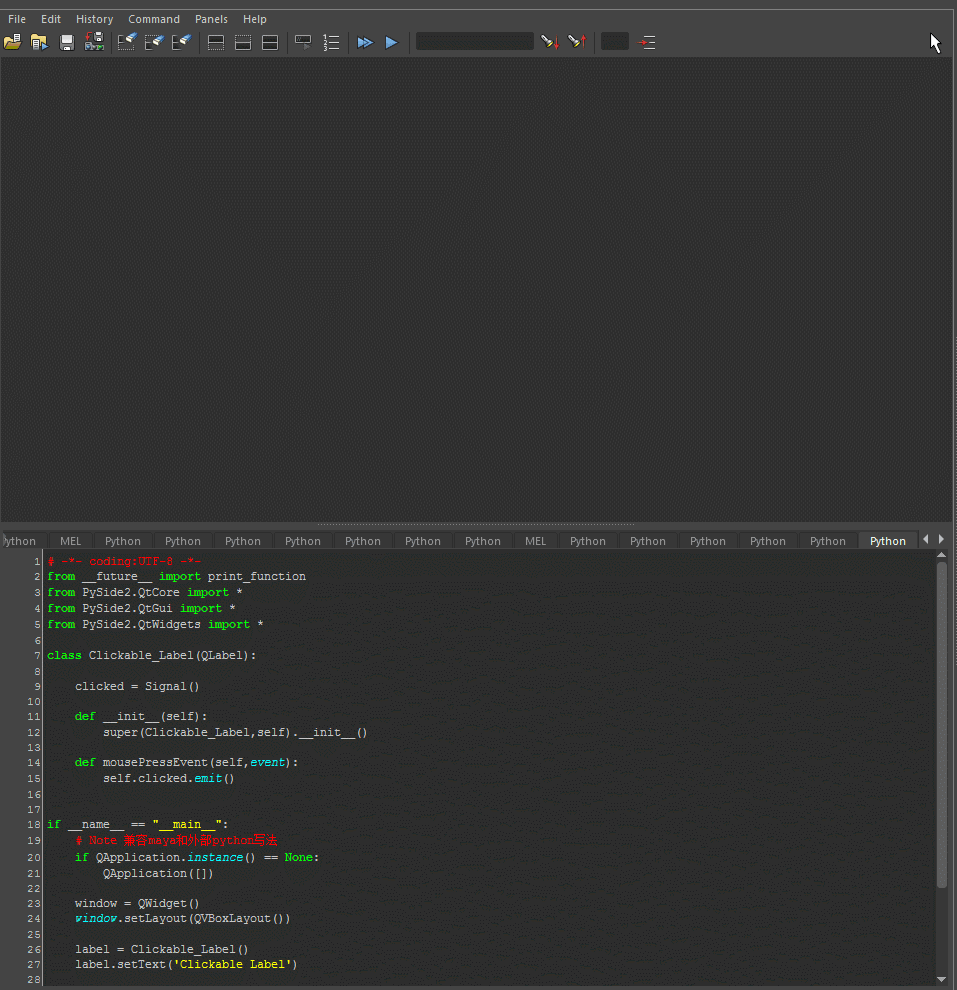 File Edit History Command Panels Help
ython MEL Python Python Python Python Python Python Python MEL Python Python Python Python Python Python
1 # -*- coding:UTF-8 -*-
2 from __future__ import print_function
3 from PySide2.QtCore import *
4 from PySide2.QtGui import *
5 from PySide2.QtWidgets import *
6
7 class Clickable_Label(QLabel):
8
9     clicked = Signal()
10
11     def __init__(self):
12         super(Clickable_Label,self).__init__()
13
14     def mousePressEvent(self,event):
15         self.clicked.emit()
16
17
18 if __name__ == "__main__":
19     # Note 兼容maya和外部python写法
20     if QApplication.instance() == None:
21         QApplication([])
22
23     window = QWidget()
24     window.setLayout(QVBoxLayout())
25
26     label = Clickable_Label()
27     label.setText('Clickable Label')
28